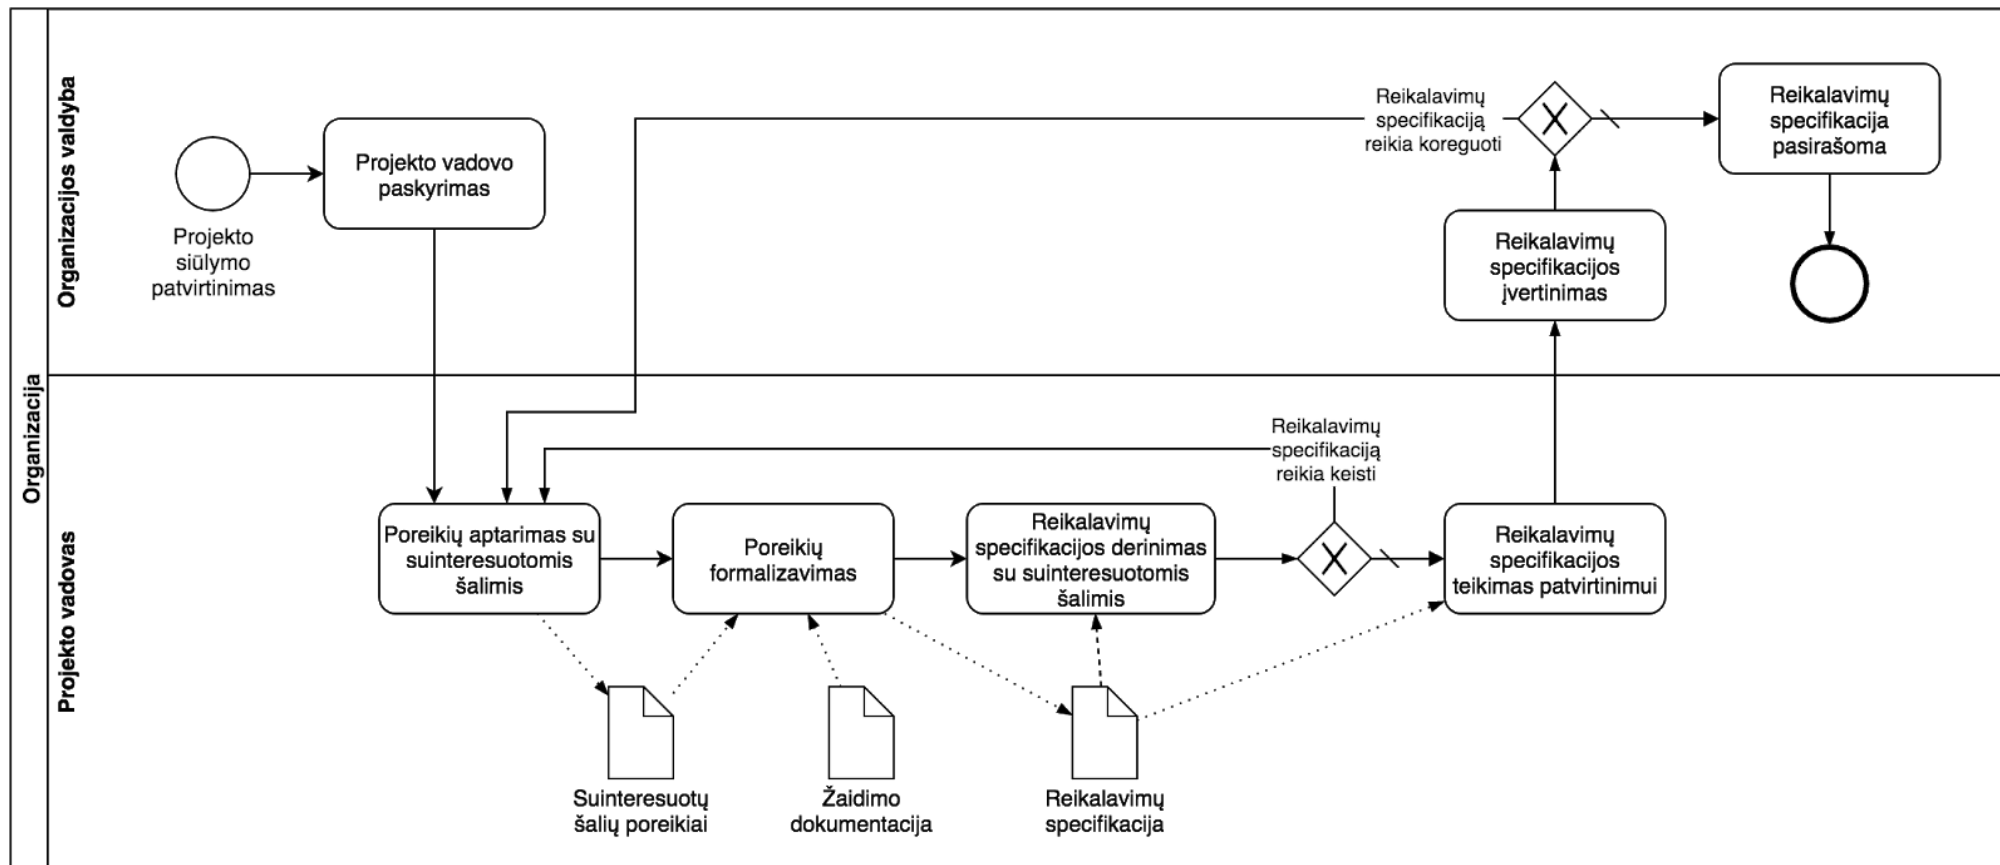 Organizacija
Organizacijos valdyba
Projekto
siūlymo
patvirtinimas
Projekto vadovo
paskyrimas
Reikalavimų
specifikaciją
reikia koreguoti
Reikalavimų
specifikacija
pasirašoma
Reikalavimų
specifikacijos
įvertinimas
Projekto vadovas
Reikalavimų
specifikaciją
reikia keisti
Poreikių aptarimas su
suinteresuotomis
šalimis
Poreikių
formalizavimas
Reikalavimų
specifikacijos derinimas
su suinteresuotomis
šalimis
Reikalavimų
specifikacijos
teikimas patvirtinimui
Suinteresuotų
šalių poreikiai
Žaidimo
dokumentacija
Reikalavimų
specifikacija